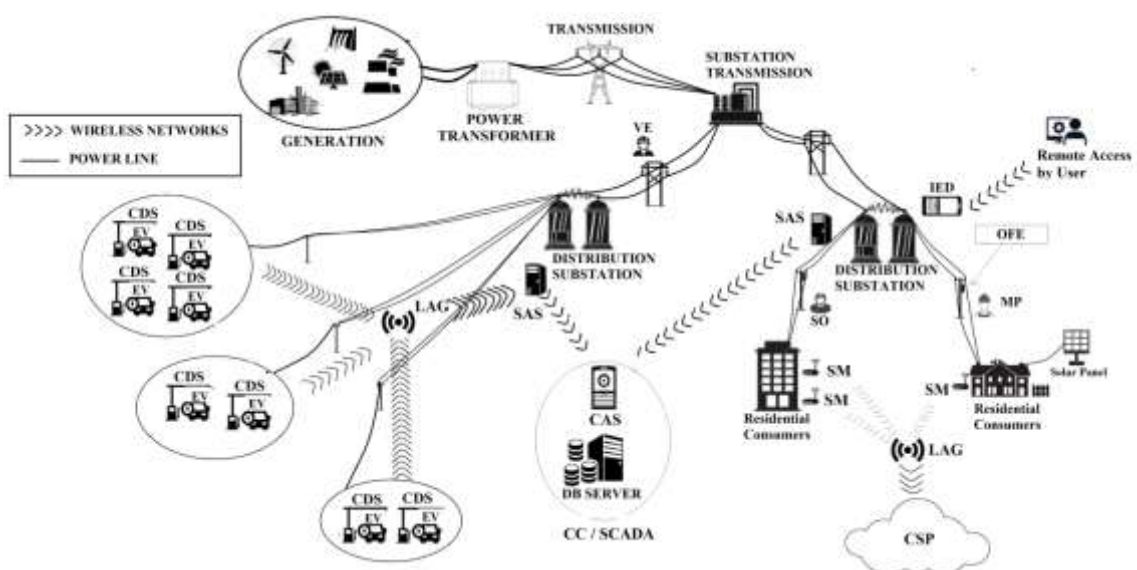 TRANSMISSION
SUBSTATION
TRANSMISSION
GENERATION
POWER
TRANSFORMER
VE
WIRELESS NETWORKS
POWER LINE
Remote Access
by User
IED
SAS
OFE
CDS
EV
CDS
EV
CDS
EV
CDS
EV
DISTRIBUTION
SUBSTATION
DISTRIBUTION
SUBSTATION
LAG
SAS
SO
MP
Solar Panel
CDS
EV
CDS
EV
SM
SM
SM
Residential
Consumers
Residential
Consumers
CAS
DB SERVER
LAG
CDS
EV
CDS
EV
CC / SCADA
CSP